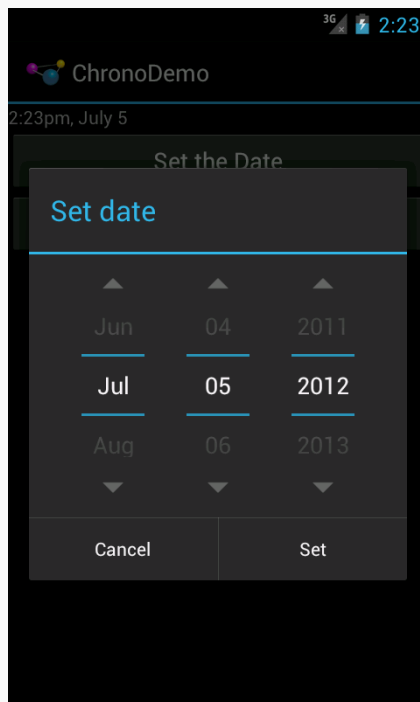 3G 2:23
ChronoDemo
2:23pm, July 5
Set the Date
Set date
Jun 04 2011
Jul 05 2012
Aug 06 2013
Cancel Set